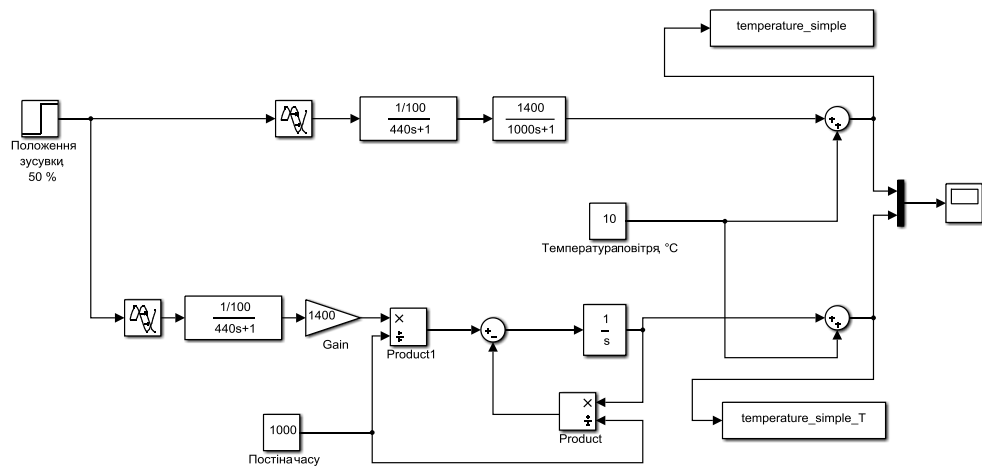 temperature_simple
1/100
440s+1
1400
1000s+1
Положення
зусувки,
50 %
10
Температураповітря, °C
1/100
440s+1
1400
Gain
Product1
1
s
Product
1000
Постіначасу
temperature_simple_T